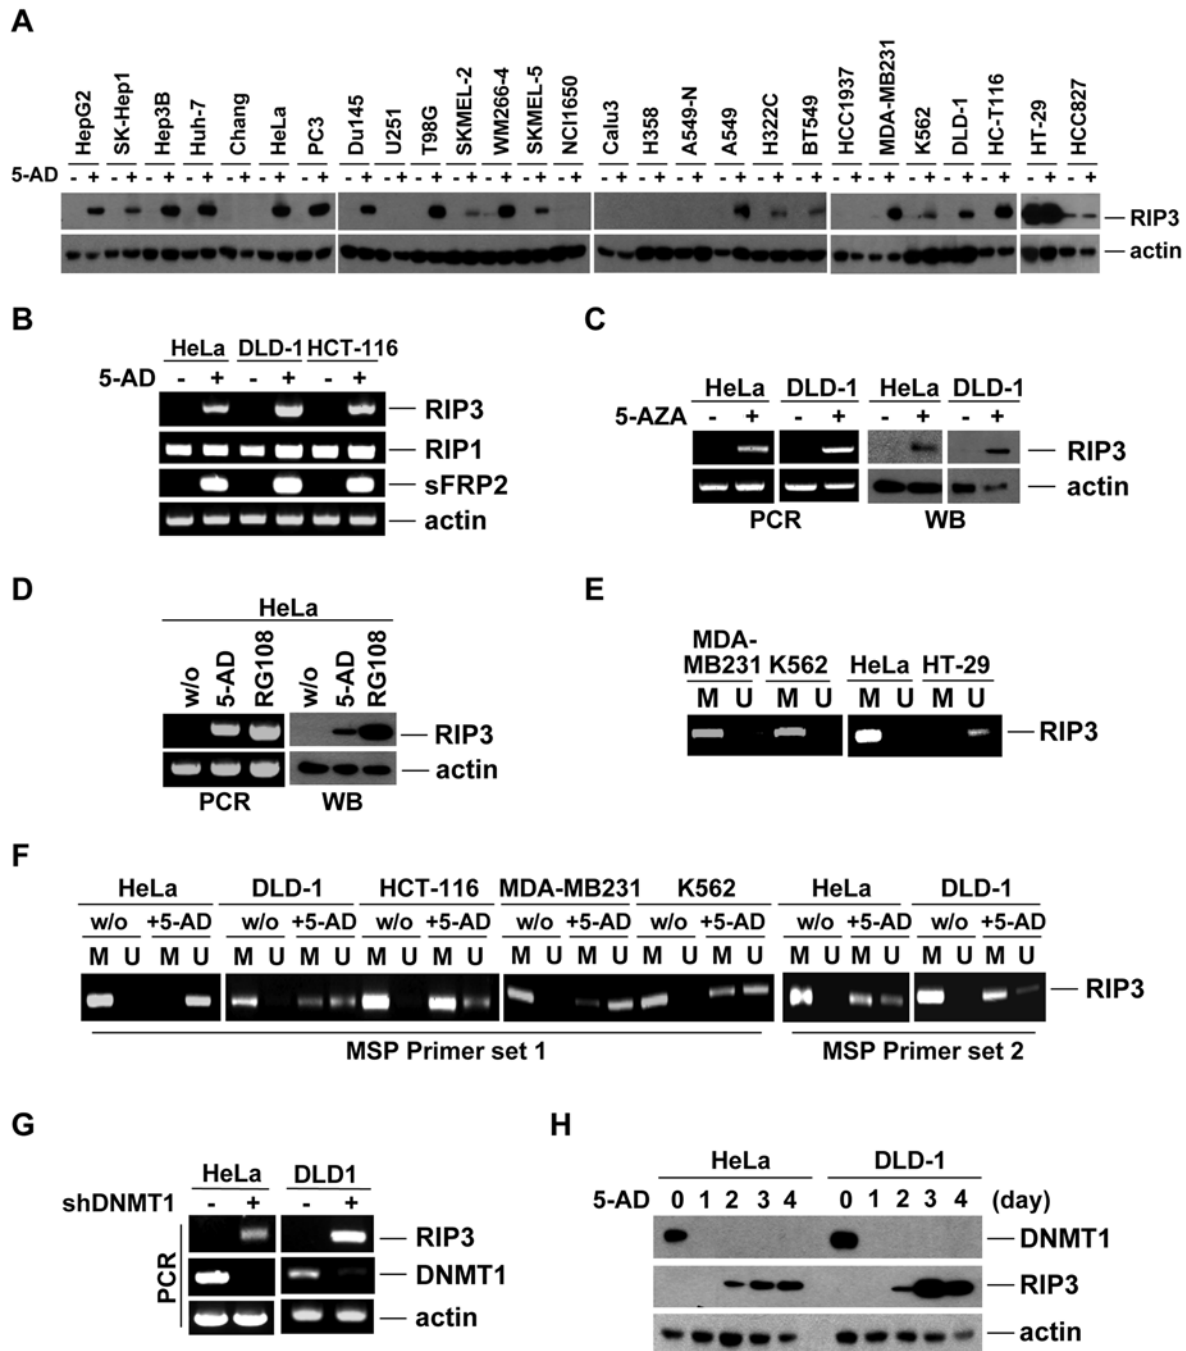 A
HepG2 SK-Hep1 Hep3B Huh-7 Chang HeLa PC3 Du145 U251 T98G SKMEL-2 WM266-4 SKMEL-5 NCI1650 Calu3 H358 A549-N A549 H322C BT549 HCC1937 MDA-MB231 K562 DLD-1 HC-T116 HT-29 HCC827
5-AD - + - + - + - + - + - + - + - + - + - + - + - + - + - + - + - + - + - + - + - + - + - + - + - + - + - + - +
RIP3
actin
B
HeLa DLD-1 HCT-116
5-AD - + - + - +
RIP3
RIP1
sFRP2
actin
C
HeLa DLD-1 HeLa DLD-1
5-AZA - + - + - + - +
RIP3
actin
PCR WB
D
HeLa
w/o 5-AD RG108 w/o 5-AD RG108
RIP3
actin
PCR WB
E
MDA-
MB231 K562 HeLa HT-29
M U M U M U M U
RIP3
F
HeLa DLD-1 HCT-116 MDA-MB231 K562 HeLa DLD-1
w/o +5-AD w/o +5-AD w/o +5-AD w/o +5-AD w/o +5-AD w/o +5-AD w/o +5-AD
M U M U M U M U M U M U M U M U M U M U M U M U M U M U
RIP3
MSP Primer set 1 MSP Primer set 2
G
HeLa DLD1
shDNMT1 - + - +
PCR
RIP3
DNMT1
actin
H
HeLa DLD-1
5-AD 0 1 2 3 4 0 1 2 3 4 (day)
DNMT1
RIP3
actin